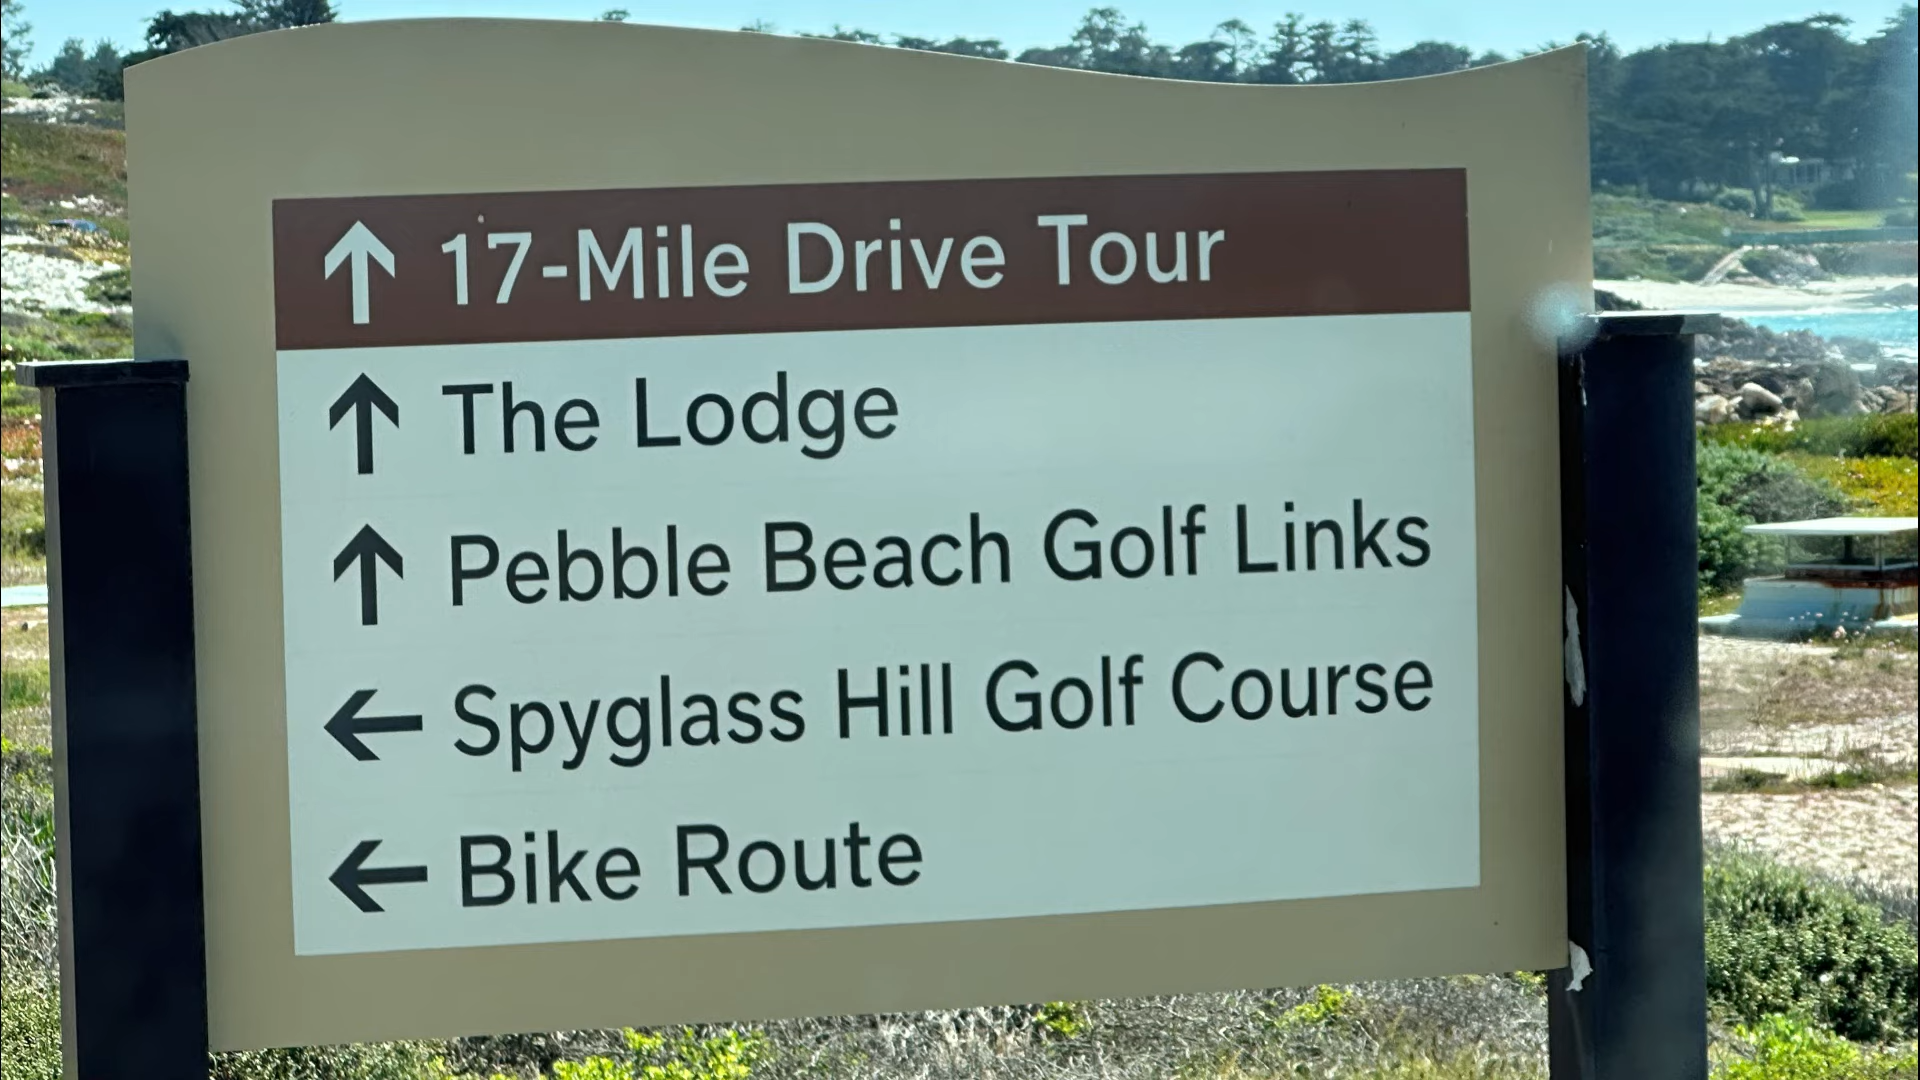 ↑ 17-Mile Drive Tour
↑ The Lodge
↑ Pebble Beach Golf Links
← Spyglass Hill Golf Course
← Bike Route